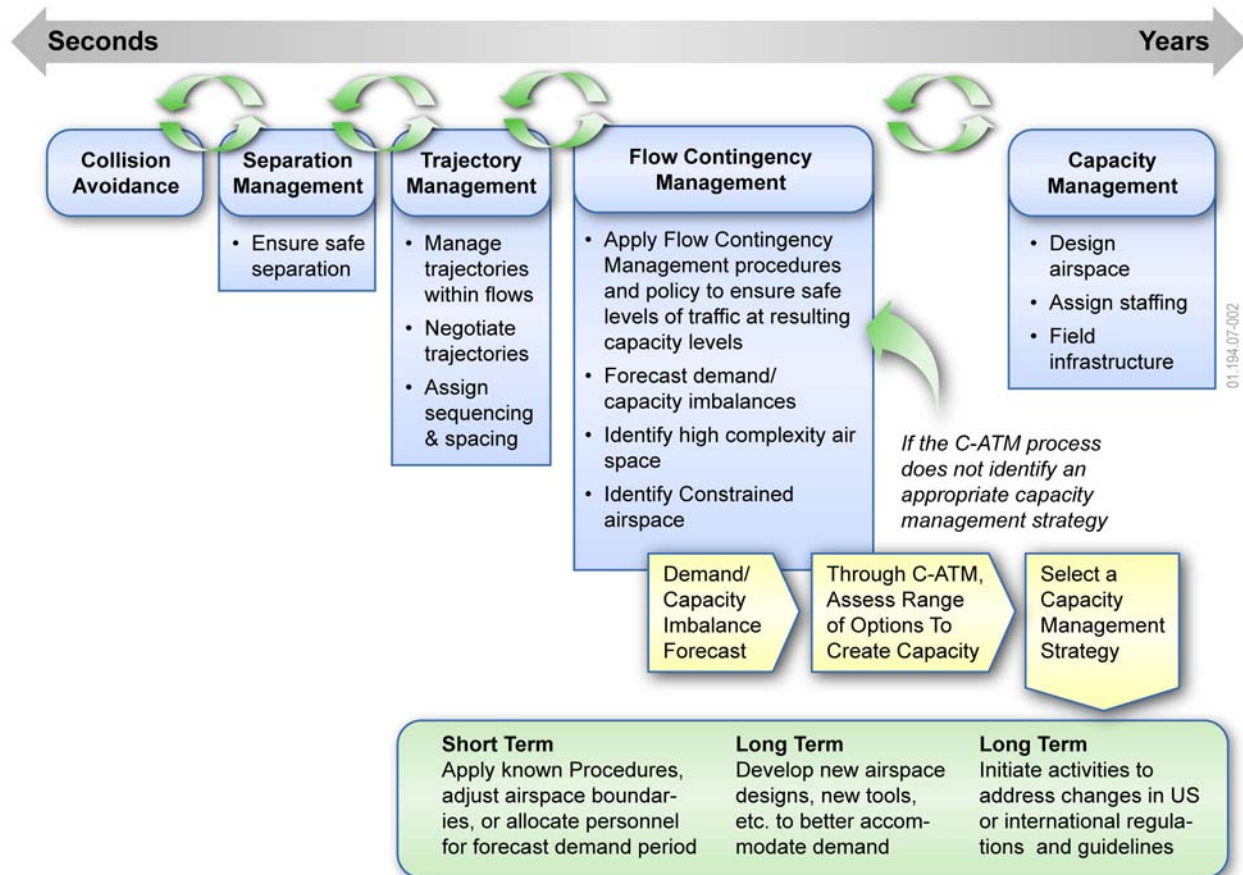 Seconds
Years
Collision
Avoidance
Separation
Management
• Ensure safe
separation
Trajectory
Management
• Manage
trajectories
within flows
• Negotiate
trajectories
• Assign
sequencing
& spacing
Flow Contingency
Management
• Apply Flow Contingency
Management procedures
and policy to ensure safe
levels of traffic at resulting
capacity levels
• Forecast demand/
capacity imbalances
• Identify high complexity air
space
• Identify Constrained
airspace
Capacity
Management
• Design
airspace
• Assign staffing
• Field
infrastructure
01.194.07-002
If the C-ATM process
does not identify an
appropriate capacity
management strategy
Demand/
Capacity
Imbalance
Forecast
Through C-ATM,
Assess Range
of Options To
Create Capacity
Select a
Capacity
Management
Strategy
Short Term
Apply known Procedures,
adjust airspace boundar-
ies, or allocate personnel
for forecast demand period
Long Term
Develop new airspace
designs, new tools,
etc. to better accom-
modate demand
Long Term
Initiate activities to
address changes in US
or international regula-
tions and guidelines